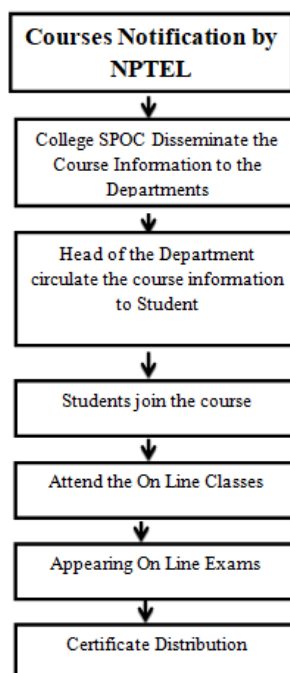 Courses Notification by
NPTEL
College SPOC Disseminate the
Course Information to the
Departments
Head of the Department
circulate the course information
to Student
Students join the course
Attend the On Line Classes
Appearing On Line Exams
Certificate Distribution